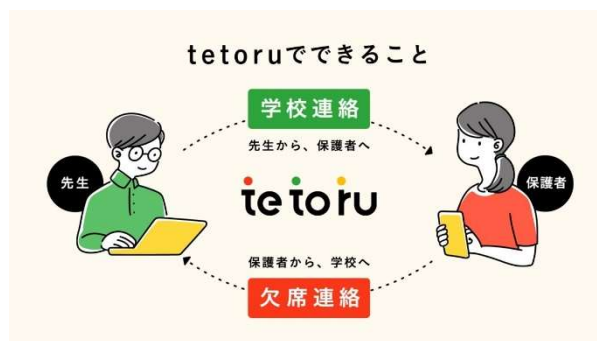 tetoruでできること
学校連絡
先生から、保護者へ
先生
tetoru
保護者
保護者から、学校へ
欠席連絡